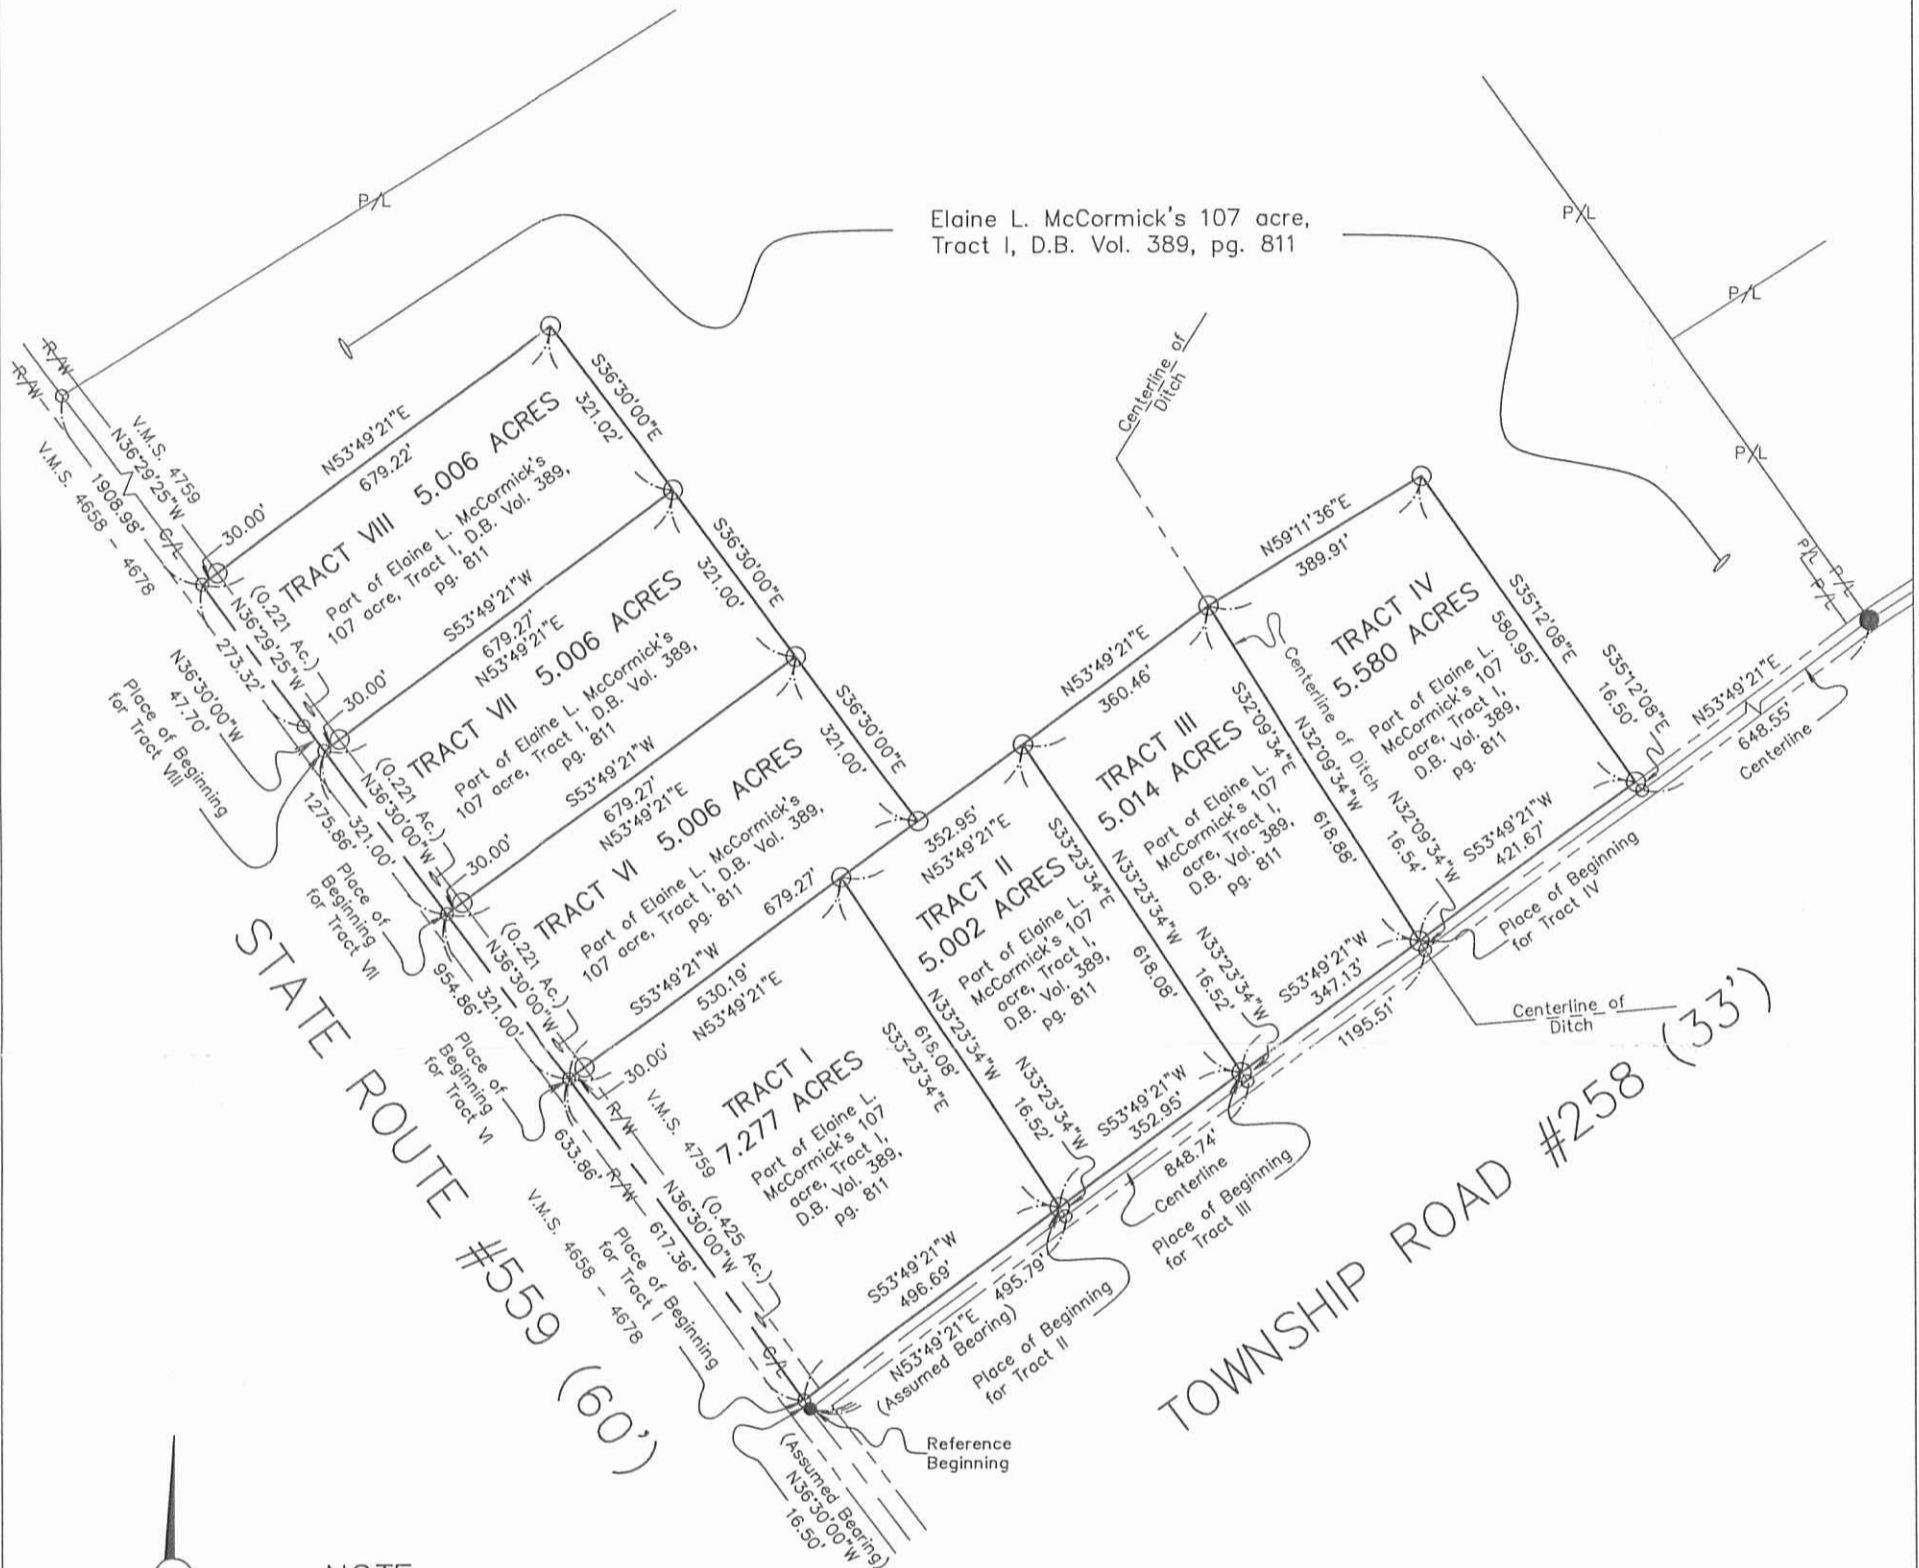 P/L
Elaine L. McCormick's 107 acre,
Tract I, D.B. Vol. 389, pg. 811
P/L
P/L
P/L
P/L
P/L
P/L
Centerline of
Ditch
R/W
R/W
V.M.S. 4759
N36°29'25"W
1908.98'
C/L
V.M.S. 4658 - 4678
N53°49'21"E
679.22'
30.00'
S36°30'00"E
321.02'
TRACT VIII 5.006 ACRES
Part of Elaine L. McCormick's
107 acre, Tract I, D.B. Vol. 389,
pg. 811
(0.221 Ac.)
N36°29'25"W
273.32'
N36°30'00"W
47.70'
Place of Beginning
for Tract VIII
S53°49'21"W
679.27'
N53°49'21"E
30.00'
S36°30'00"E
321.00'
TRACT VII 5.006 ACRES
Part of Elaine L. McCormick's
107 acre, Tract I, D.B. Vol. 389,
pg. 811
(0.221 Ac.)
N36°30'00"W
321.00'
1275.86'
Place of
Beginning
for Tract VII
S53°49'21"W
679.27'
N53°49'21"E
30.00'
S36°30'00"E
321.00'
TRACT VI 5.006 ACRES
Part of Elaine L. McCormick's
107 acre, Tract I, D.B. Vol. 389,
pg. 811
(0.221 Ac.)
N36°30'00"W
321.00'
954.86'
Place of
Beginning
for Tract VI
S53°49'21"W
679.27'
530.19'
N53°49'21"E
30.00'
R/W
V.M.S. 4759
TRACT I
7.277 ACRES
Part of Elaine L.
McCormick's 107
acre, Tract I,
D.B. Vol. 389,
pg. 811
(0.425 Ac.)
N36°30'00"W
617.36'
633.86'
R/W
V.M.S. 4658 - 4678
Place of Beginning
for Tract I
C/L
S53°49'21"W
496.69'
N53°49'21"E 495.79'
(Assumed Bearing)
Place of Beginning
for Tract II
Reference
Beginning
(Assumed Bearing)
N36°30'00"W
16.50'
352.95'
N53°49'21"E
TRACT II
5.002 ACRES
Part of Elaine L.
McCormick's 107
acre, Tract I,
D.B. Vol. 389,
pg. 811
N33°23'34"W
618.08'
S33°23'34"E
N33°23'34"W
16.52'
S53°49'21"W
352.95'
848.74'
Centerline
Place of Beginning
for Tract III
N53°49'21"E
360.46'
TRACT III
5.014 ACRES
Part of Elaine L.
McCormick's 107
acre, Tract I,
D.B. Vol. 389,
pg. 811
S33°23'34"E
N33°23'34"W
618.08'
N33°23'34"W
16.52'
S53°49'21"W
347.13'
1195.51'
Centerline of
Ditch
N59°11'36"E
389.91'
TRACT IV
5.580 ACRES
Part of Elaine L.
McCormick's 107
acre, Tract I,
D.B. Vol. 389,
pg. 811
Centerline of Ditch
S32°09'34"E
N32°09'34"W
618.88'
N32°09'34"W
16.54'
S35°12'08"E
580.95'
S35°12'08"E
16.50'
S53°49'21"W
421.67'
Place of Beginning
for Tract IV
N53°49'21"E
648.55'
Centerline
STATE ROUTE #559 (60')
TOWNSHIP ROAD #258 (33')
NOTE